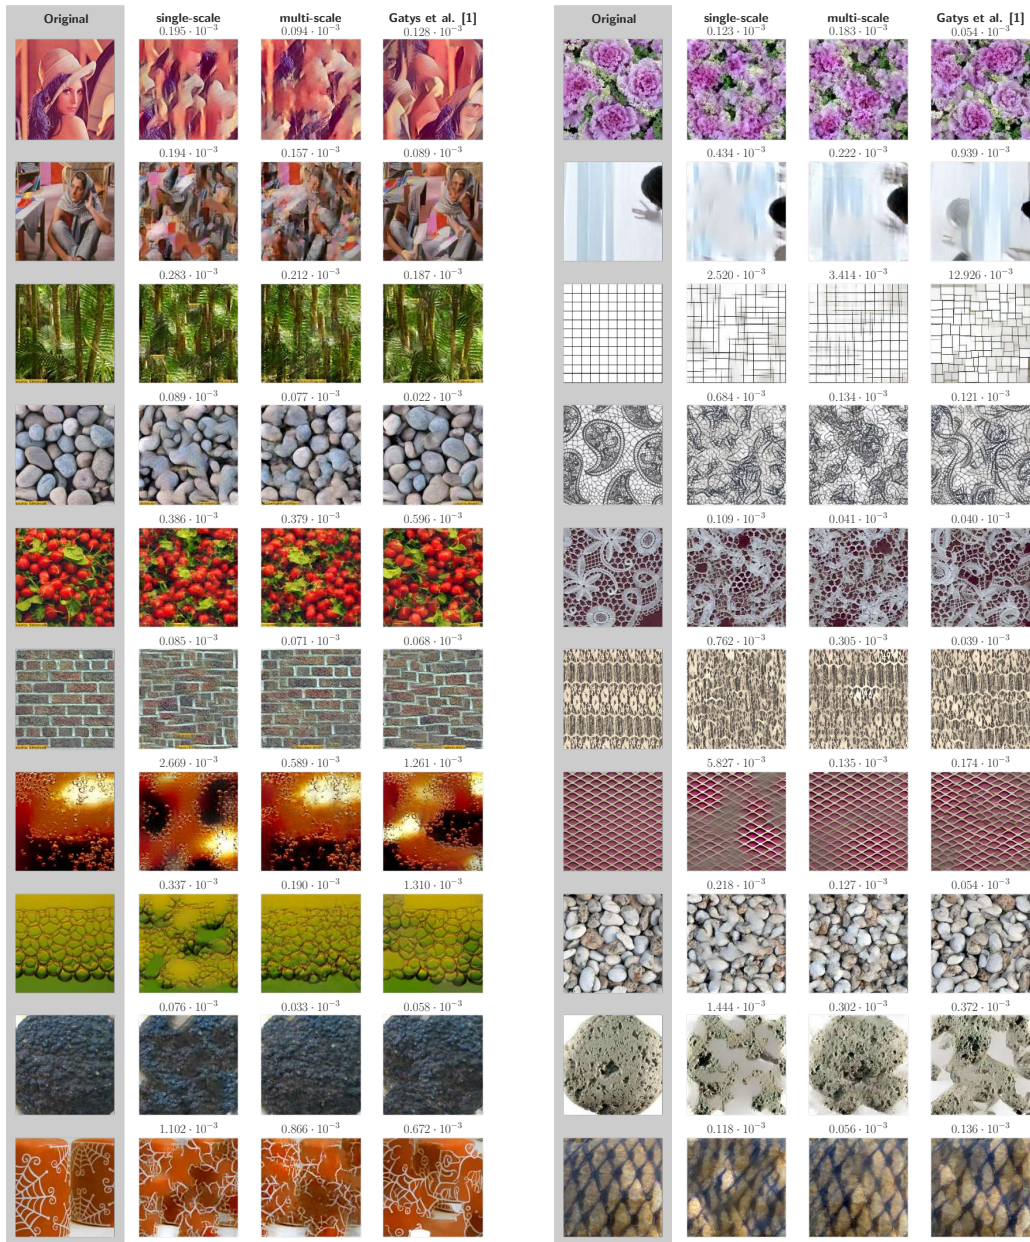 Original single-scale multi-scale Gatys et al. [1]
0.195 · 10⁻³ 0.094 · 10⁻³ 0.128 · 10⁻³
0.194 · 10⁻³ 0.157 · 10⁻³ 0.089 · 10⁻³
0.283 · 10⁻³ 0.212 · 10⁻³ 0.187 · 10⁻³
0.089 · 10⁻³ 0.077 · 10⁻³ 0.022 · 10⁻³
0.386 · 10⁻³ 0.379 · 10⁻³ 0.596 · 10⁻³
0.085 · 10⁻³ 0.071 · 10⁻³ 0.068 · 10⁻³
2.669 · 10⁻³ 0.589 · 10⁻³ 1.261 · 10⁻³
0.337 · 10⁻³ 0.190 · 10⁻³ 1.310 · 10⁻³
0.076 · 10⁻³ 0.033 · 10⁻³ 0.058 · 10⁻³
1.102 · 10⁻³ 0.866 · 10⁻³ 0.672 · 10⁻³
Original single-scale multi-scale Gatys et al. [1]
0.123 · 10⁻³ 0.183 · 10⁻³ 0.054 · 10⁻³
0.434 · 10⁻³ 0.222 · 10⁻³ 0.939 · 10⁻³
2.520 · 10⁻³ 3.414 · 10⁻³ 12.926 · 10⁻³
0.684 · 10⁻³ 0.134 · 10⁻³ 0.121 · 10⁻³
0.109 · 10⁻³ 0.041 · 10⁻³ 0.040 · 10⁻³
0.762 · 10⁻³ 0.305 · 10⁻³ 0.039 · 10⁻³
5.827 · 10⁻³ 0.135 · 10⁻³ 0.174 · 10⁻³
0.218 · 10⁻³ 0.127 · 10⁻³ 0.054 · 10⁻³
1.444 · 10⁻³ 0.302 · 10⁻³ 0.372 · 10⁻³
0.118 · 10⁻³ 0.056 · 10⁻³ 0.136 · 10⁻³